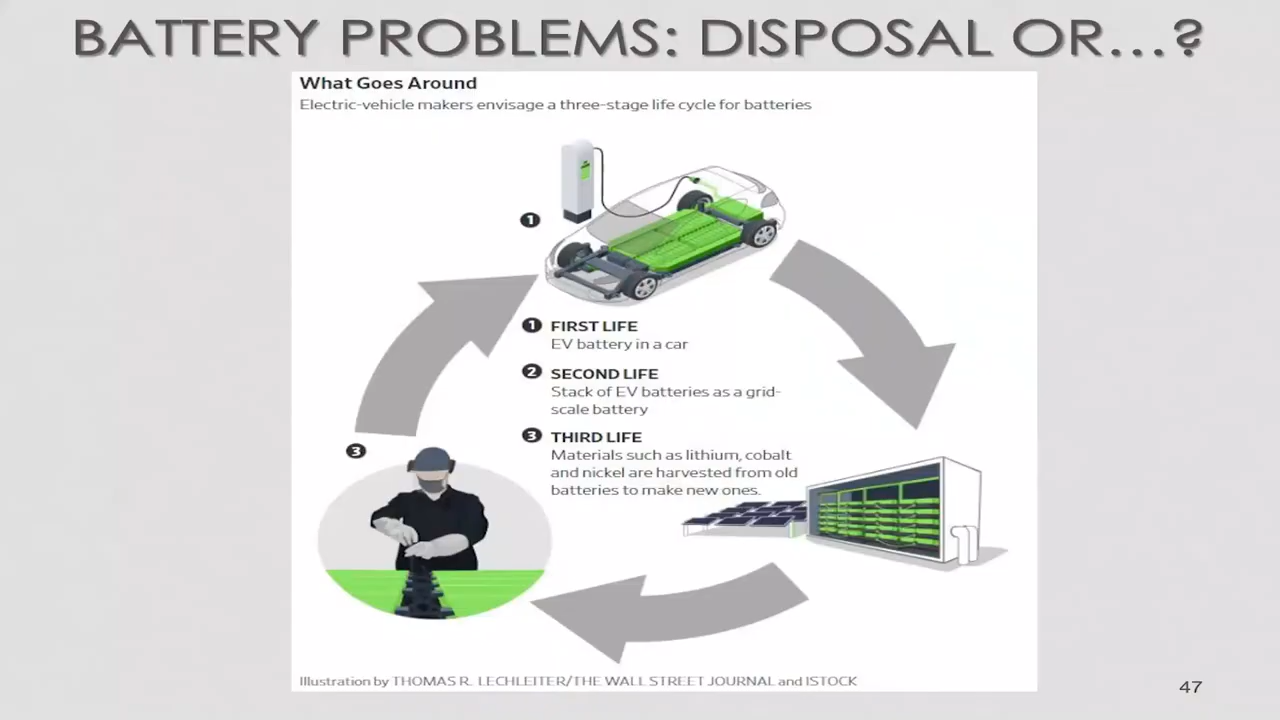 BATTERY PROBLEMS: DISPOSAL OR...?
What Goes Around
Electric-vehicle makers envisage a three-stage life cycle for batteries
1
1 FIRST LIFE
EV battery in a car
2 SECOND LIFE
Stack of EV batteries as a grid-
scale battery
3 THIRD LIFE
Materials such as lithium, cobalt
and nickel are harvested from old
batteries to make new ones.
3
Illustration by THOMAS R. LECHLEITER/THE WALL STREET JOURNAL and ISTOCK
47